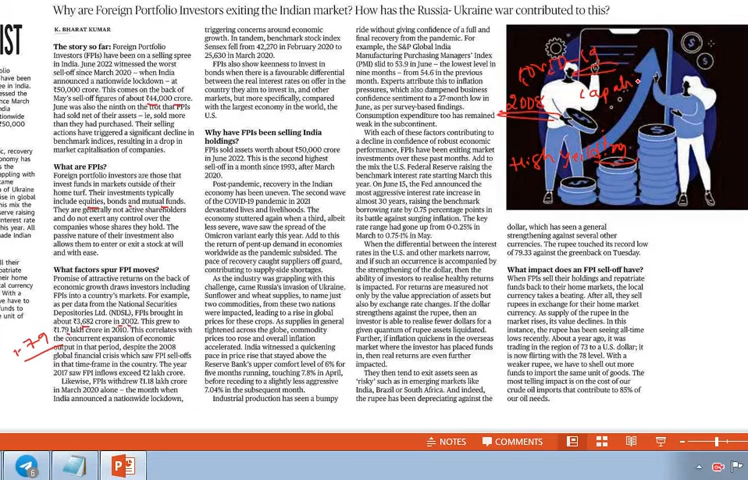 Why are Foreign Portfolio Investors exiting the Indian market? How has the Russia- Ukraine war contributed to this?
IST
K. BHARAT KUMAR
The story so far: Foreign Portfolio
Investors (FPIs) have been on a selling spree
in India. June 2022 witnessed the worst
sell-off since March 2020 – when India
announced a nationwide lockdown – at
₹50,000 crore. This comes on the back of
May's sell-off figures of about ₹44,000 crore.
June was also the ninth on the trot that FPIs
had sold net of their assets – i.e, sold more
than they had purchased. Their selling
actions have triggered a significant decline in
benchmark indices, resulting in a drop in
market capitalisation of companies.
What are FPIs?
Foreign portfolio investors are those that
invest funds in markets outside of their
home turf. Their investments typically
include equities, bonds and mutual funds.
They are generally not active shareholders
and do not exert any control over the
companies whose shares they hold. The
passive nature of their investment also
allows them to enter or exit a stock at will
and with ease.
What factors spur FPI moves?
Promise of attractive returns on the back of
economic growth draws investors including
FPIs into a country's markets. For example,
as per data from the National Securities
Depositories Ltd. (NDSL), FPIs brought in
about ₹3,682 crore in 2002. This grew to
₹1.79 lakh crore in 2010. This correlates with
the concurrent expansion of economic
output in that period, despite the 2008
global financial crisis which saw FPI sell-offs
in that time-frame in the country. The year
2017 saw FPI inflows exceed ₹2 lakh crore.
Likewise, FPIs withdrew ₹1.18 lakh crore
in March 2020 alone – the month when
India announced a nationwide lockdown,
triggering concerns around economic
growth. In tandem, benchmark stock index
Sensex fell from 42,270 in February 2020 to
25,630 in March 2020.
FPIs also show keenness to invest in
bonds when there is a favourable differential
between the real interest rates on offer in the
country they aim to invest in, and other
markets, but more specifically, compared
with the largest economy in the world, the
U.S.
Why have FPIs been selling India
holdings?
FPIs sold assets worth about ₹50,000 crore
in June 2022. This is the second highest
sell-off in a month since 1993, after March
2020.
Post-pandemic, recovery in the Indian
economy has been uneven. The second wave
of the COVID-19 pandemic in 2021
devastated lives and livelihoods. The
economy stuttered again when a third, albeit
less severe, wave saw the spread of the
Omicron variant early this year. Add to this
the return of pent-up demand in economies
worldwide as the pandemic subsided. The
pace of recovery caught suppliers off guard,
contributing to supply-side shortages.
As the industry was grappling with this
challenge, came Russia's invasion of Ukraine.
Sunflower and wheat supplies, to name just
two commodities, from these two nations
were impacted, leading to a rise in global
prices for these crops. As supplies in general
tightened across the globe, commodity
prices too rose and overall inflation
accelerated. India witnessed a quickening
pace in price rise that stayed above the
Reserve Bank's upper comfort level of 6% for
five months running, touching 7.8% in April,
before receding to a slightly less aggressive
7.04% in the subsequent month.
Industrial production has seen a bumpy
ride without giving confidence of a full and
final recovery from the pandemic. For
example, the S&P Global India
Manufacturing Purchasing Managers' Index
(PMI) slid to 53.9 in June – the lowest level in
nine months – from 54.6 in the previous
month. Experts attribute this to inflation
pressures, which also dampened business
confidence sentiment to a 27-month low in
June, as per survey-based findings.
Consumption expenditure too has remained
weak in the subcontinent.
With each of these factors contributing to
a decline in confidence of robust economic
performance, FPIs have been exiting market
investments over these past months. Add to
the mix the U.S. Federal Reserve raising the
benchmark interest rate starting March this
year. On June 15, the Fed announced the
most aggressive interest rate increase in
almost 30 years, raising the benchmark
borrowing rate by 0.75 percentage points in
its battle against surging inflation. The key
rate range had gone up from 0-0.25% in
March to 0.75-1% in May.
When the differential between the interest
rates in the U.S. and other markets narrow,
and if such an occurrence is accompanied by
the strengthening of the dollar, then the
ability of investors to realise healthy returns
is impacted. For returns are measured not
only by the value appreciation of assets but
also by exchange rate changes. If the dollar
strengthens against the rupee, then an
investor is able to realise fewer dollars for a
given quantum of rupee assets liquidated.
Further, if inflation quickens in the overseas
market where the investor has placed funds
in, then real returns are even further
impacted.
They then tend to exit assets seen as
'risky' such as in emerging markets like
India, Brazil or South Africa. And indeed,
the rupee has been depreciating against the
dollar, which has seen a general
strengthening against several other
currencies. The rupee touched its record low
of 79.33 against the greenback on Tuesday.
What impact does an FPI sell-off have?
When FPIs sell their holdings and repatriate
funds back to their home markets, the local
currency takes a beating. After all, they sell
rupees in exchange for their home market
currency. As supply of the rupee in the
market rises, its value declines. In this
instance, the rupee has been seeing all-time
lows recently. About a year ago, it was
trading in the region of 73 to a U.S. dollar; it
is now flirting with the 78 level. With a
weaker rupee, we have to shell out more
funds to import the same unit of goods. The
most telling impact is on the cost of our
crude oil imports that contribute to 85% of
our oil needs.
2008
High yielding
NOTES
COMMENTS